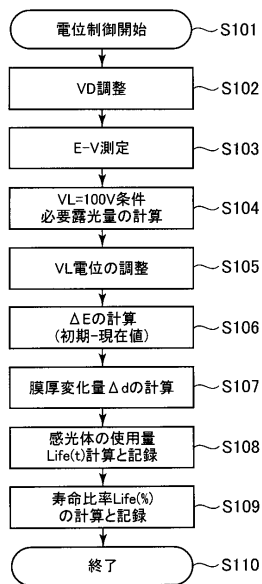 電位制御開始 S101
VD調整 S102
E-V測定 S103
VL=100V条件
必要露光量の計算 S104
VL電位の調整 S105
ΔEの計算
(初期-現在値) S106
膜厚変化量Δdの計算 S107
感光体の使用量
Life(t)計算と記録 S108
寿命比率Life(%)
の計算と記録 S109
終了 S110